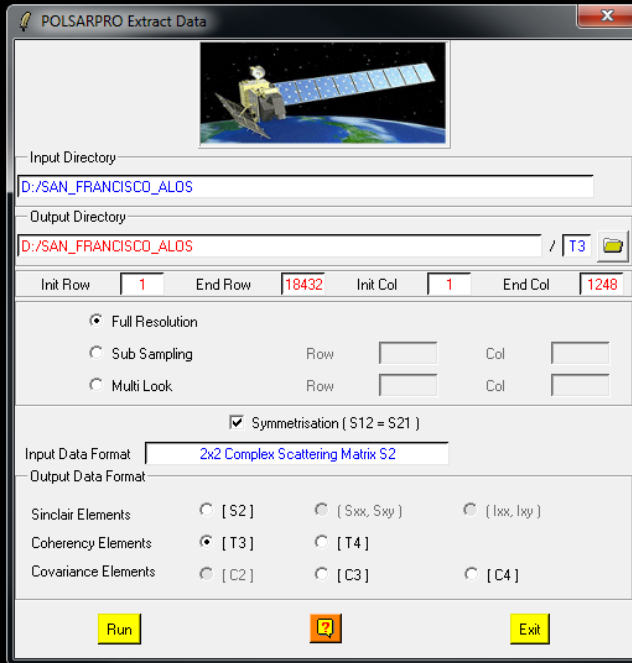 POLSARPRO Extract Data
Input Directory
D:/SAN_FRANCISCO_ALOS
Output Directory
D:/SAN_FRANCISCO_ALOS / T3
Init Row 1 End Row 18432 Init Col 1 End Col 1248
Full Resolution
Sub Sampling Row Col
Multi Look Row Col
Symmetrisation ( S12 = S21 )
Input Data Format 2x2 Complex Scattering Matrix S2
Output Data Format
Sinclair Elements [ S2 ] ( Sxx, Sxy ) ( Ixx, Ixy )
Coherency Elements [ T3 ] [ T4 ]
Covariance Elements [ C2 ] [ C3 ] [ C4 ]
Run ? Exit